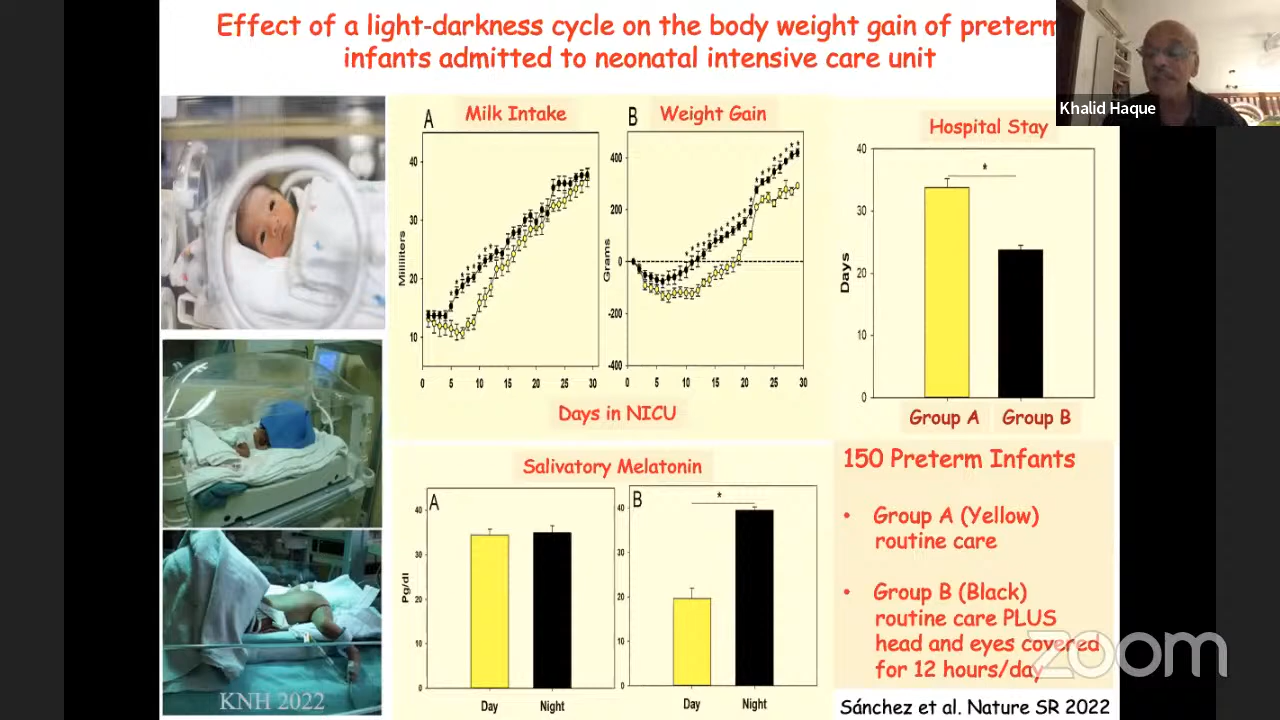 Effect of a light-darkness cycle on the body weight gain of preterm
infants admitted to neonatal intensive care unit
Khalid Haque
A
Milk Intake
B
Weight Gain
Hospital Stay
Milliliters
40
30
20
10
0 5 10 15 20 25 30
Grams
400
200
0
-200
-400
0 5 10 15 20 25 30
Days in NICU
Days
40
30
20
10
0
*
Group A
Group B
Salivatory Melatonin
A
Pg/dl
40
30
20
10
0
Day Night
B
*
40
30
20
10
0
Day Night
150 Preterm Infants
• Group A (Yellow)
routine care
• Group B (Black)
routine care PLUS
head and eyes covered
for 12 hours/day
zoom
KNH 2022
Sánchez et al. Nature SR 2022